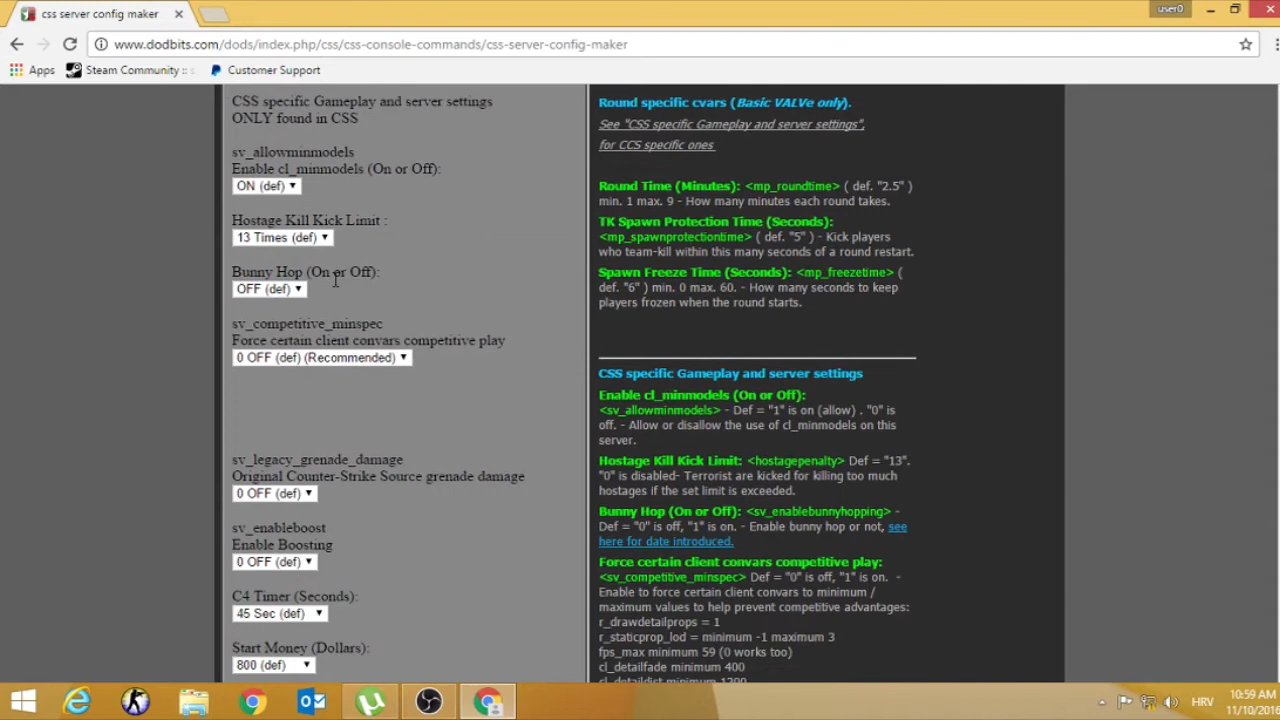 css server config maker
user0
www.dodbits.com/dods/index.php/css/css-console-commands/css-server-config-maker
Apps
Steam Community ::
Customer Support
CSS specific Gameplay and server settings
ONLY found in CSS
sv_allowminmodels
Enable cl_minmodels (On or Off):
ON (def)
Hostage Kill Kick Limit :
13 Times (def)
Bunny Hop (On or Off):
OFF (def)
sv_competitive_minspec
Force certain client convars competitive play
0 OFF (def) (Recommended)
sv_legacy_grenade_damage
Original Counter-Strike Source grenade damage
0 OFF (def)
sv_enableboost
Enable Boosting
0 OFF (def)
C4 Timer (Seconds):
45 Sec (def)
Start Money (Dollars):
800 (def)
Round specific cvars (Basic VALVe only).
See "CSS specific Gameplay and server settings",
for CCS specific ones
Round Time (Minutes): <mp_roundtime> ( def. "2.5" )
min. 1 max. 9 - How many minutes each round takes.
TK Spawn Protection Time (Seconds):
<mp_spawnprotectiontime> ( def. "5" ) - Kick players
who team-kill within this many seconds of a round restart.
Spawn Freeze Time (Seconds): <mp_freezetime> (
def. "6" ) min. 0 max. 60. - How many seconds to keep
players frozen when the round starts.
CSS specific Gameplay and server settings
Enable cl_minmodels (On or Off):
<sv_allowminmodels> - Def = "1" is on (allow) . "0" is
off. - Allow or disallow the use of cl_minmodels on this
server.
Hostage Kill Kick Limit: <hostagepenalty> Def = "13".
"0" is disabled- Terrorist are kicked for killing too much
hostages if the set limit is exceeded.
Bunny Hop (On or Off): <sv_enablebunnyhopping> -
Def = "0" is off, "1" is on. - Enable bunny hop or not, see
here for date introduced.
Force certain client convars competitive play:
<sv_competitive_minspec> Def = "0" is off, "1" is on. -
Enable to force certain client convars to minimum /
maximum values to help prevent competitive advantages:
r_drawdetailprops = 1
r_staticprop_lod = minimum -1 maximum 3
fps_max minimum 59 (0 works too)
cl_detailfade minimum 400
cl_detaildist minimum 1200
HRV
10:59 AM
11/10/2016